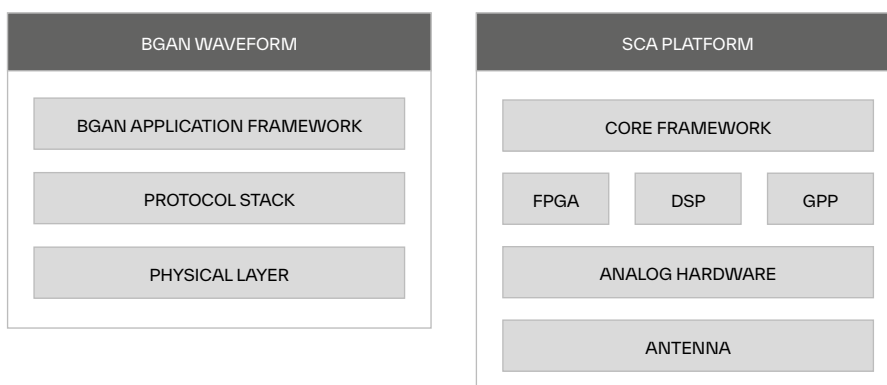 BGAN WAVEFORM
BGAN APPLICATION FRAMEWORK
PROTOCOL STACK
PHYSICAL LAYER
SCA PLATFORM
CORE FRAMEWORK
FPGA DSP GPP
ANALOG HARDWARE
ANTENNA